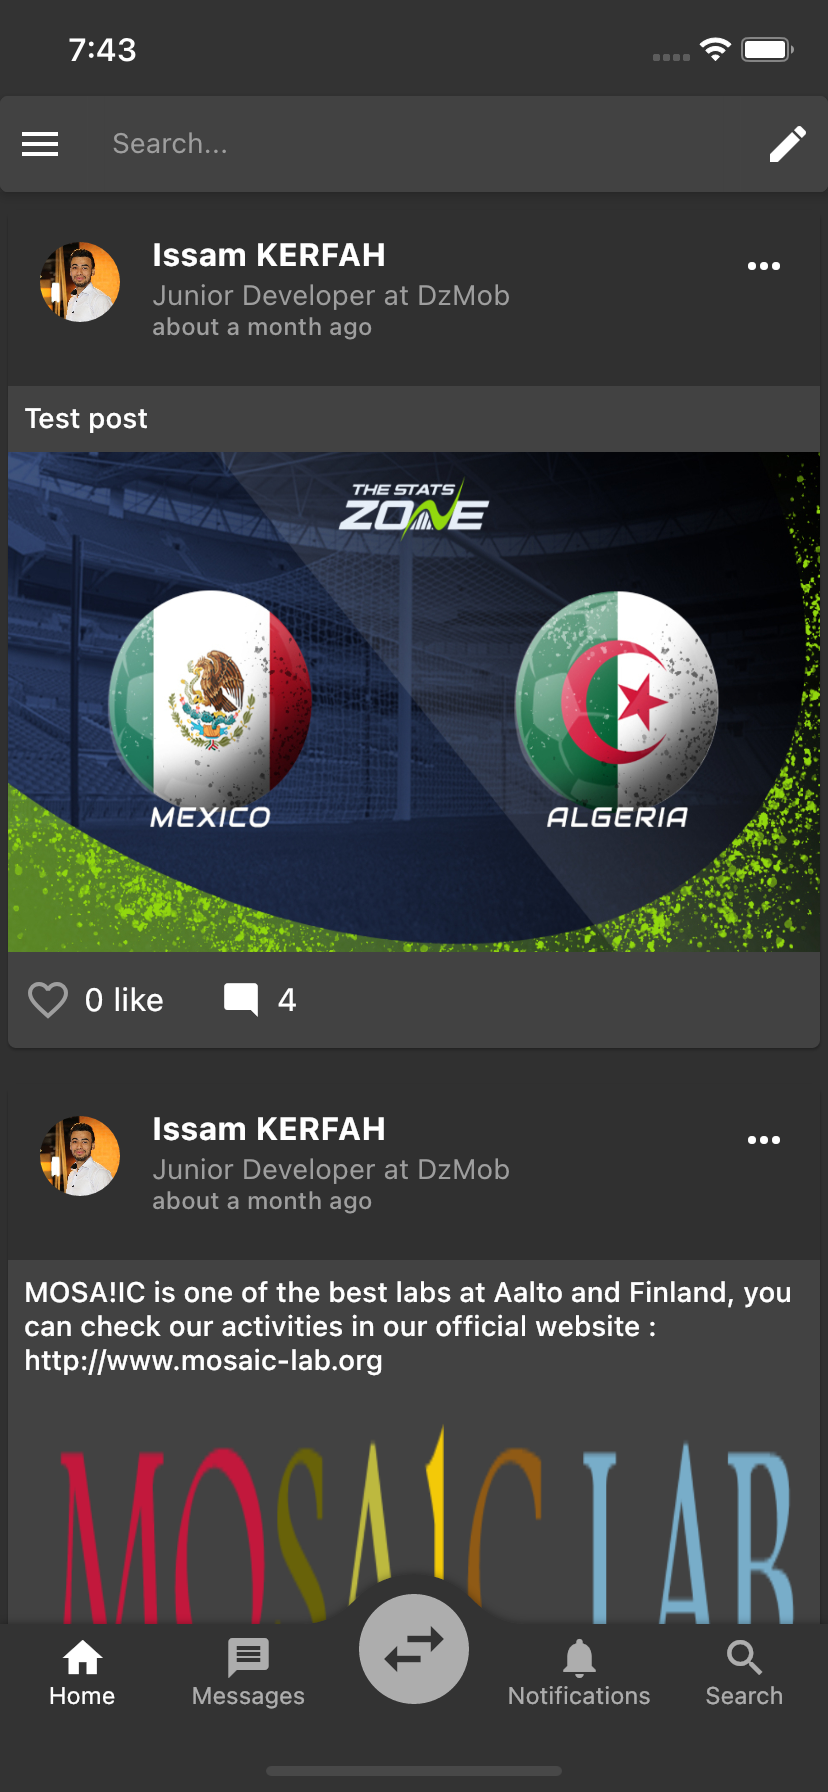 7:43
Search...
Issam KERFAH
Junior Developer at DzMob
about a month ago
Test post
THE STATS
ZONE
MEXICO
ALGERIA
0 like
4
Issam KERFAH
Junior Developer at DzMob
about a month ago
MOSA!IC is one of the best labs at Aalto and Finland, you
can check our activities in our official website :
http://www.mosaic-lab.org
MOSA1C LAB
Home
Messages
Notifications
Search